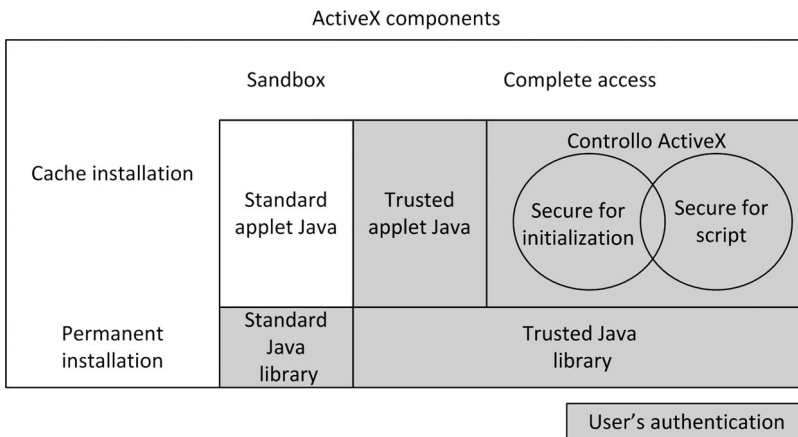 ActiveX components
Sandbox
Complete access
Cache installation
Standard
applet Java
Trusted
applet Java
Controllo ActiveX
Secure for
initialization
Secure for
script
Permanent
installation
Standard
Java
library
Trusted Java
library
User's authentication